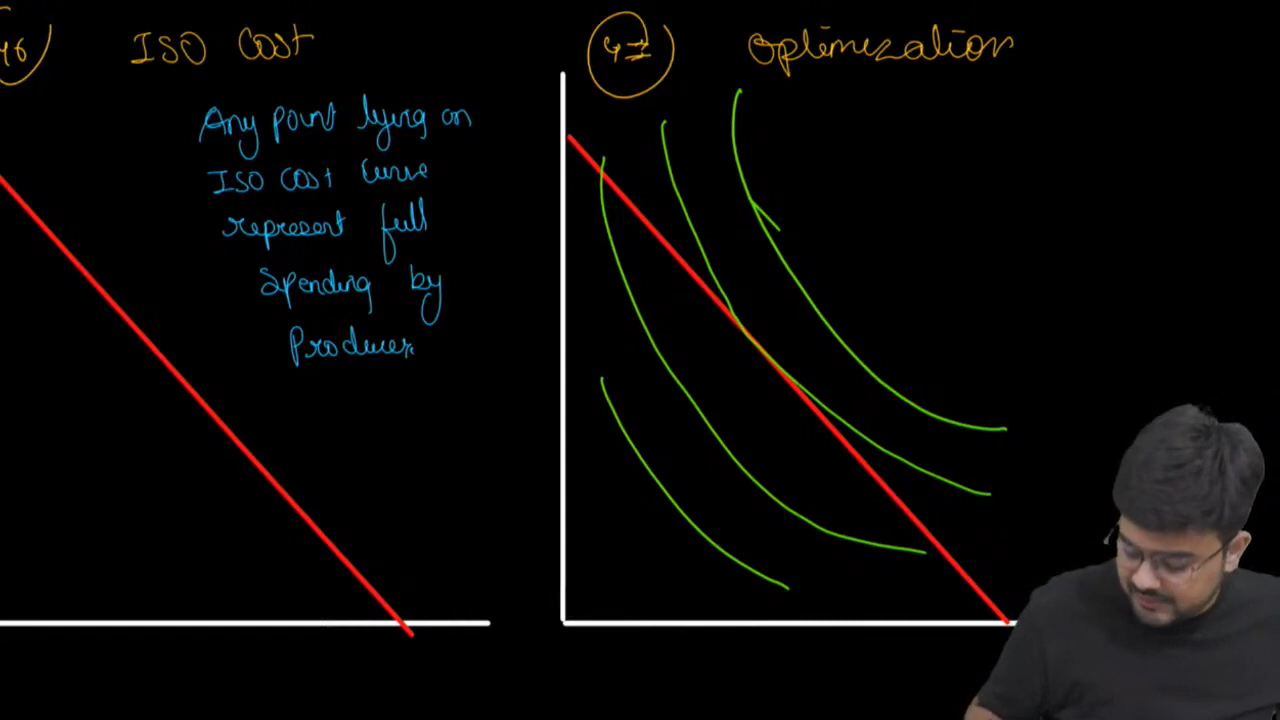 46
ISO Cost
Any point lying on
ISO Cost Curve
represent full
Spending by
Producer
47
Optimization